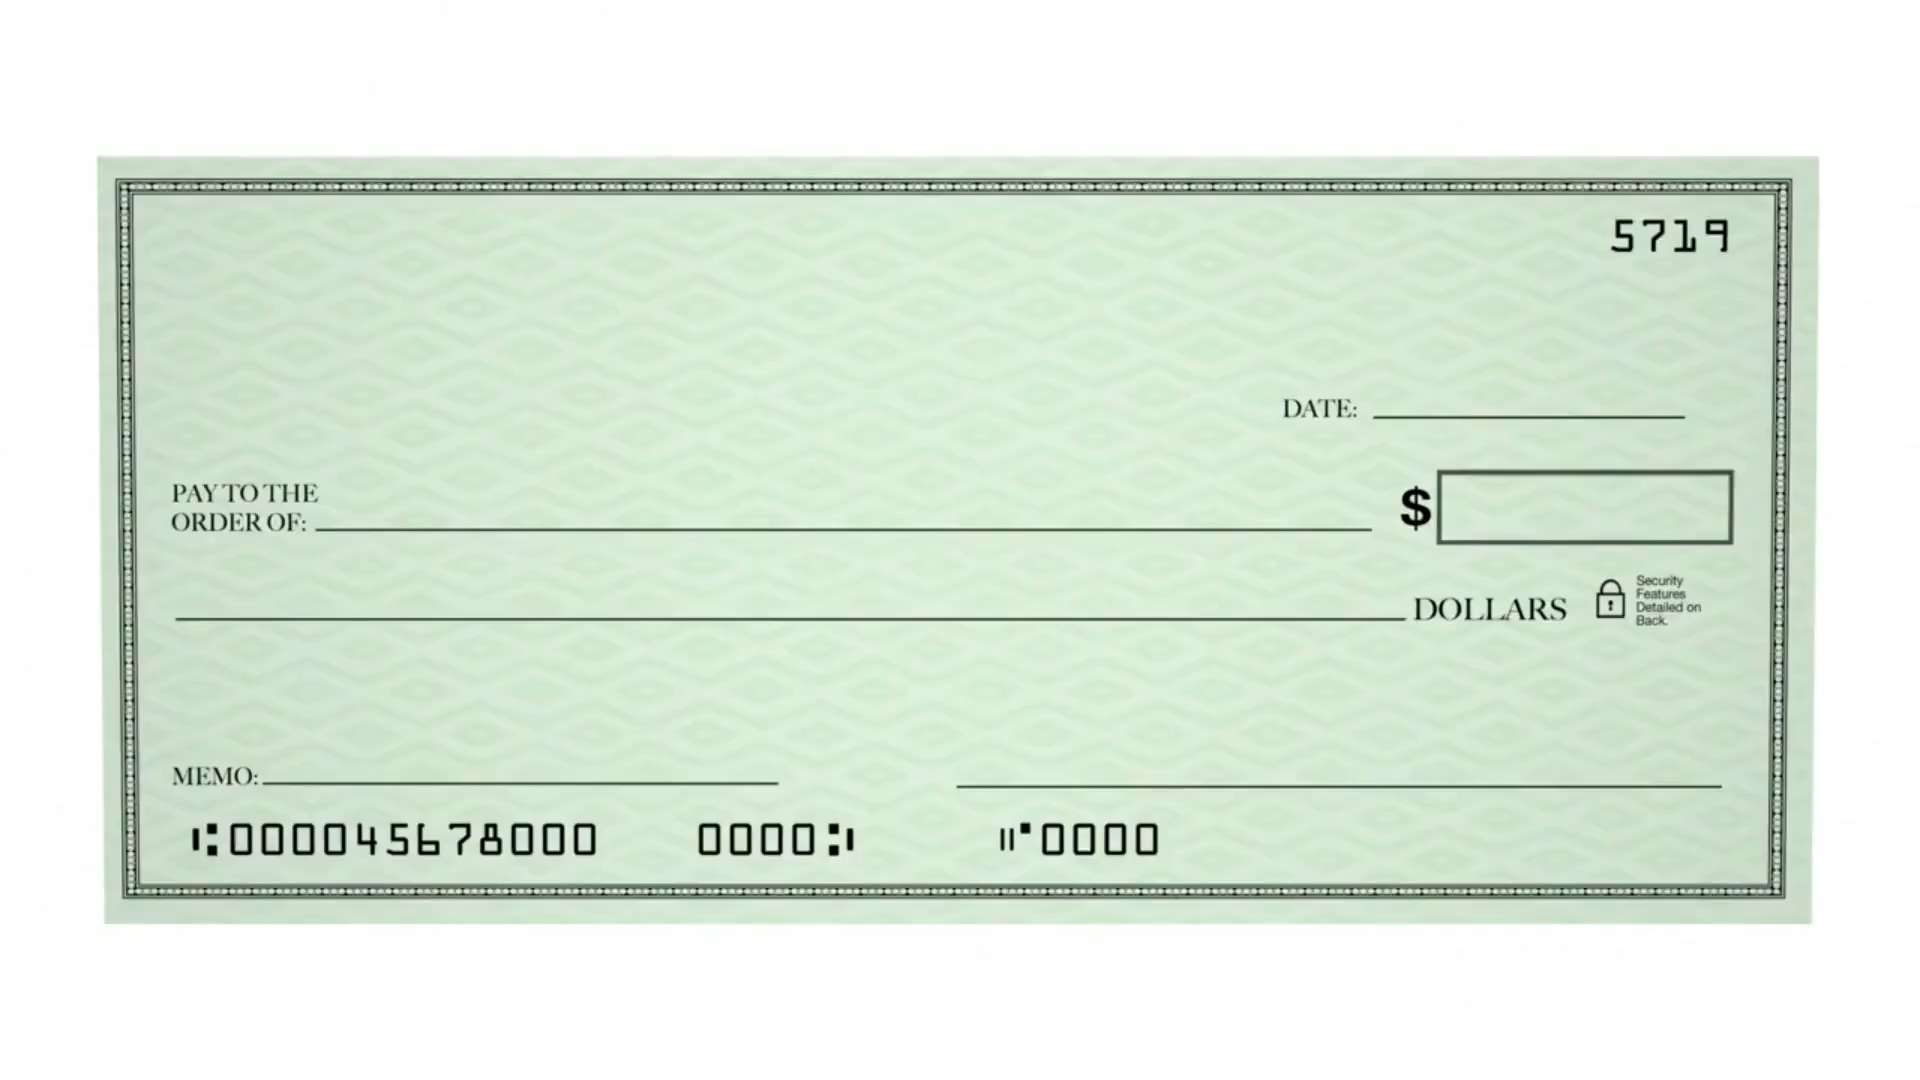 5719
DATE:
PAY TO THE
ORDER OF:
$
DOLLARS
Security
Features
Detailed on
Back.
MEMO:
⑆000045678000 0000⑆ ⑈0000